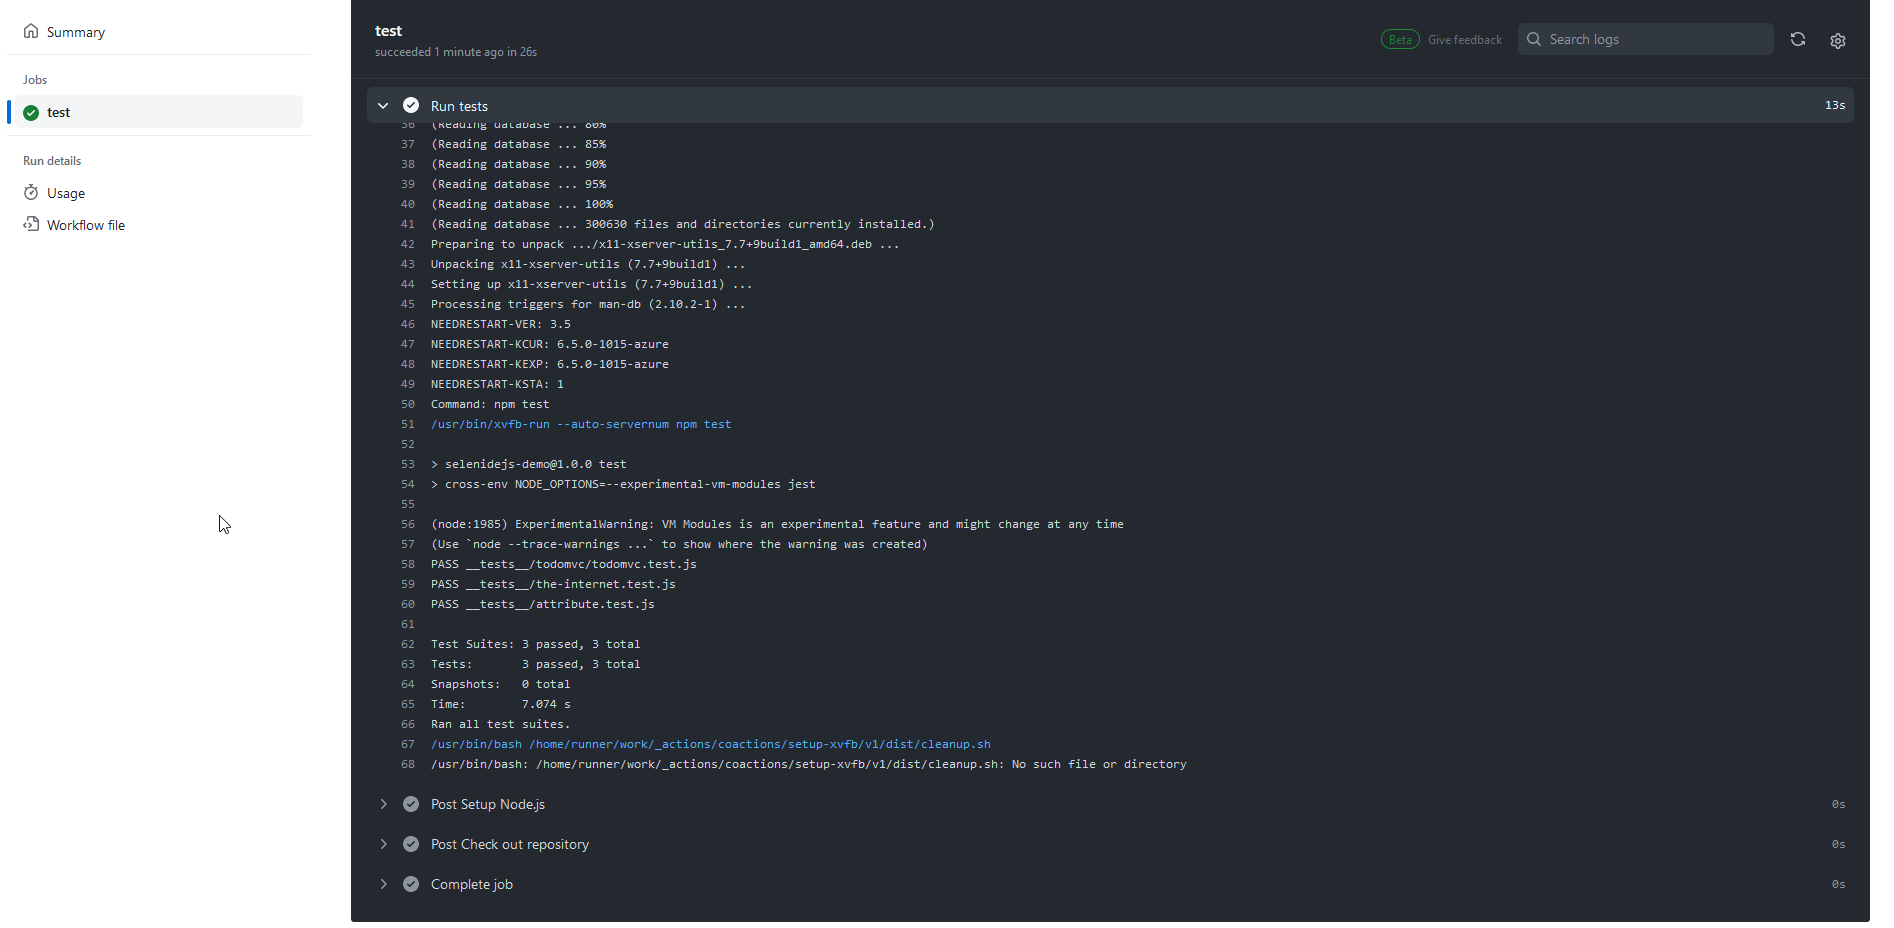 Summary
Jobs
test
Run details
Usage
Workflow file
test
succeeded 1 minute ago in 26s
Beta Give feedback
Search logs
Run tests 13s
36 (Reading database ... 80%
37 (Reading database ... 85%
38 (Reading database ... 90%
39 (Reading database ... 95%
40 (Reading database ... 100%
41 (Reading database ... 300630 files and directories currently installed.)
42 Preparing to unpack .../x11-xserver-utils_7.7+9build1_amd64.deb ...
43 Unpacking x11-xserver-utils (7.7+9build1) ...
44 Setting up x11-xserver-utils (7.7+9build1) ...
45 Processing triggers for man-db (2.10.2-1) ...
46 NEEDRESTART-VER: 3.5
47 NEEDRESTART-KCUR: 6.5.0-1015-azure
48 NEEDRESTART-KEXP: 6.5.0-1015-azure
49 NEEDRESTART-KSTA: 1
50 Command: npm test
51 /usr/bin/xvfb-run --auto-servernum npm test
52
53 > selenidejs-demo@1.0.0 test
54 > cross-env NODE_OPTIONS=--experimental-vm-modules jest
55
56 (node:1985) ExperimentalWarning: VM Modules is an experimental feature and might change at any time
57 (Use `node --trace-warnings ...` to show where the warning was created)
58 PASS __tests__/todomvc/todomvc.test.js
59 PASS __tests__/the-internet.test.js
60 PASS __tests__/attribute.test.js
61
62 Test Suites: 3 passed, 3 total
63 Tests:       3 passed, 3 total
64 Snapshots:   0 total
65 Time:        7.074 s
66 Ran all test suites.
67 /usr/bin/bash /home/runner/work/_actions/coactions/setup-xvfb/v1/dist/cleanup.sh
68 /usr/bin/bash: /home/runner/work/_actions/coactions/setup-xvfb/v1/dist/cleanup.sh: No such file or directory
Post Setup Node.js 0s
Post Check out repository 0s
Complete job 0s